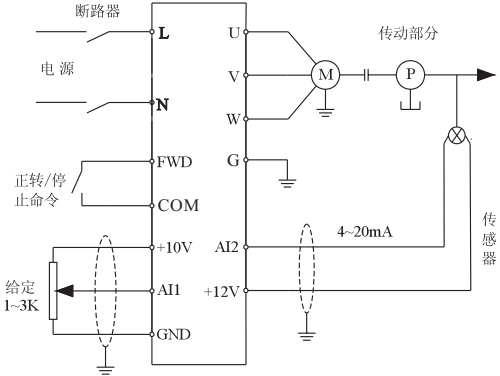 断路器
L
U
传动部分
电 源
V
M
P
N
W
FWD
G
正转/停
止命令
COM
4~20mA
传
感
器
+10V
AI2
给定
1~3K
AI1
+12V
GND